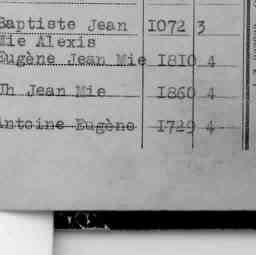 Baptiste Jean 1072 3
Mie Alexis
Eugène Jean Mie 1810 4
Jh Jean Mie 1860 4
Antoine Eugène 1729 4